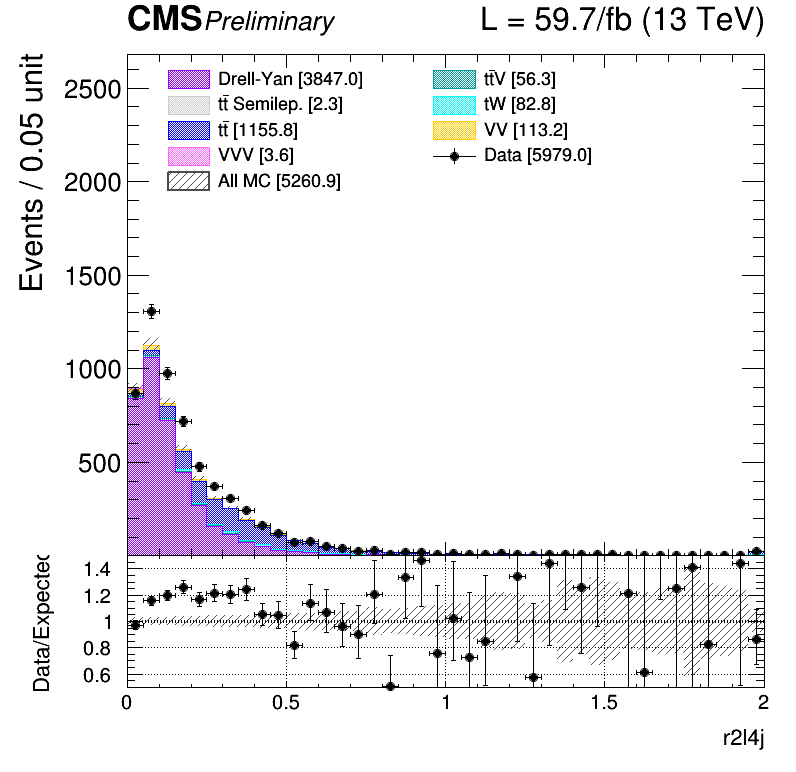 CMS Preliminary L = 59.7/fb (13 TeV)
Events / 0.05 unit
2500
2000
1500
1000
500
Drell-Yan [3847.0]
tt̄ Semilep. [2.3]
tt̄ [1155.8]
VVV [3.6]
All MC [5260.9]
tt̄V [56.3]
tW [82.8]
VV [113.2]
Data [5979.0]
Data/Expected
1.4
1.2
1
0.8
0.6
0 0.5 1 1.5 2
r2l4j